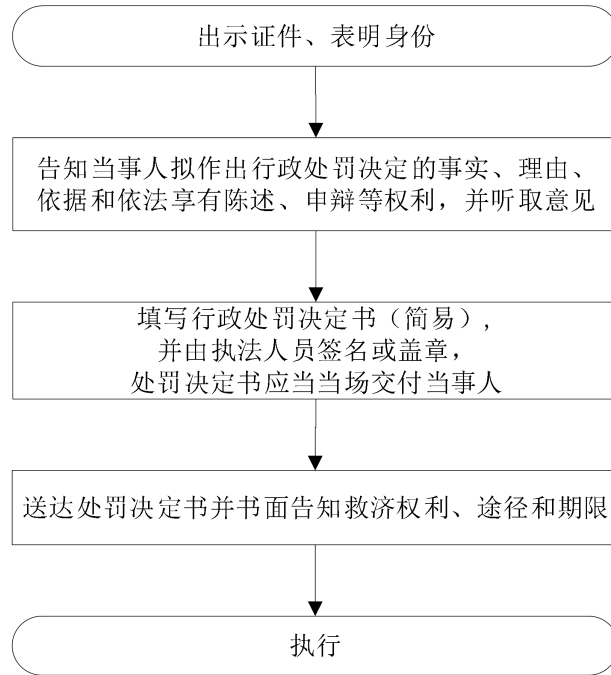 出示证件、表明身份
告知当事人拟作出行政处罚决定的事实、理由、
依据和依法享有陈述、申辩等权利，并听取意见
填写行政处罚决定书（简易），
并由执法人员签名或盖章，
处罚决定书应当当场交付当事人
送达处罚决定书并书面告知救济权利、途径和期限
执行